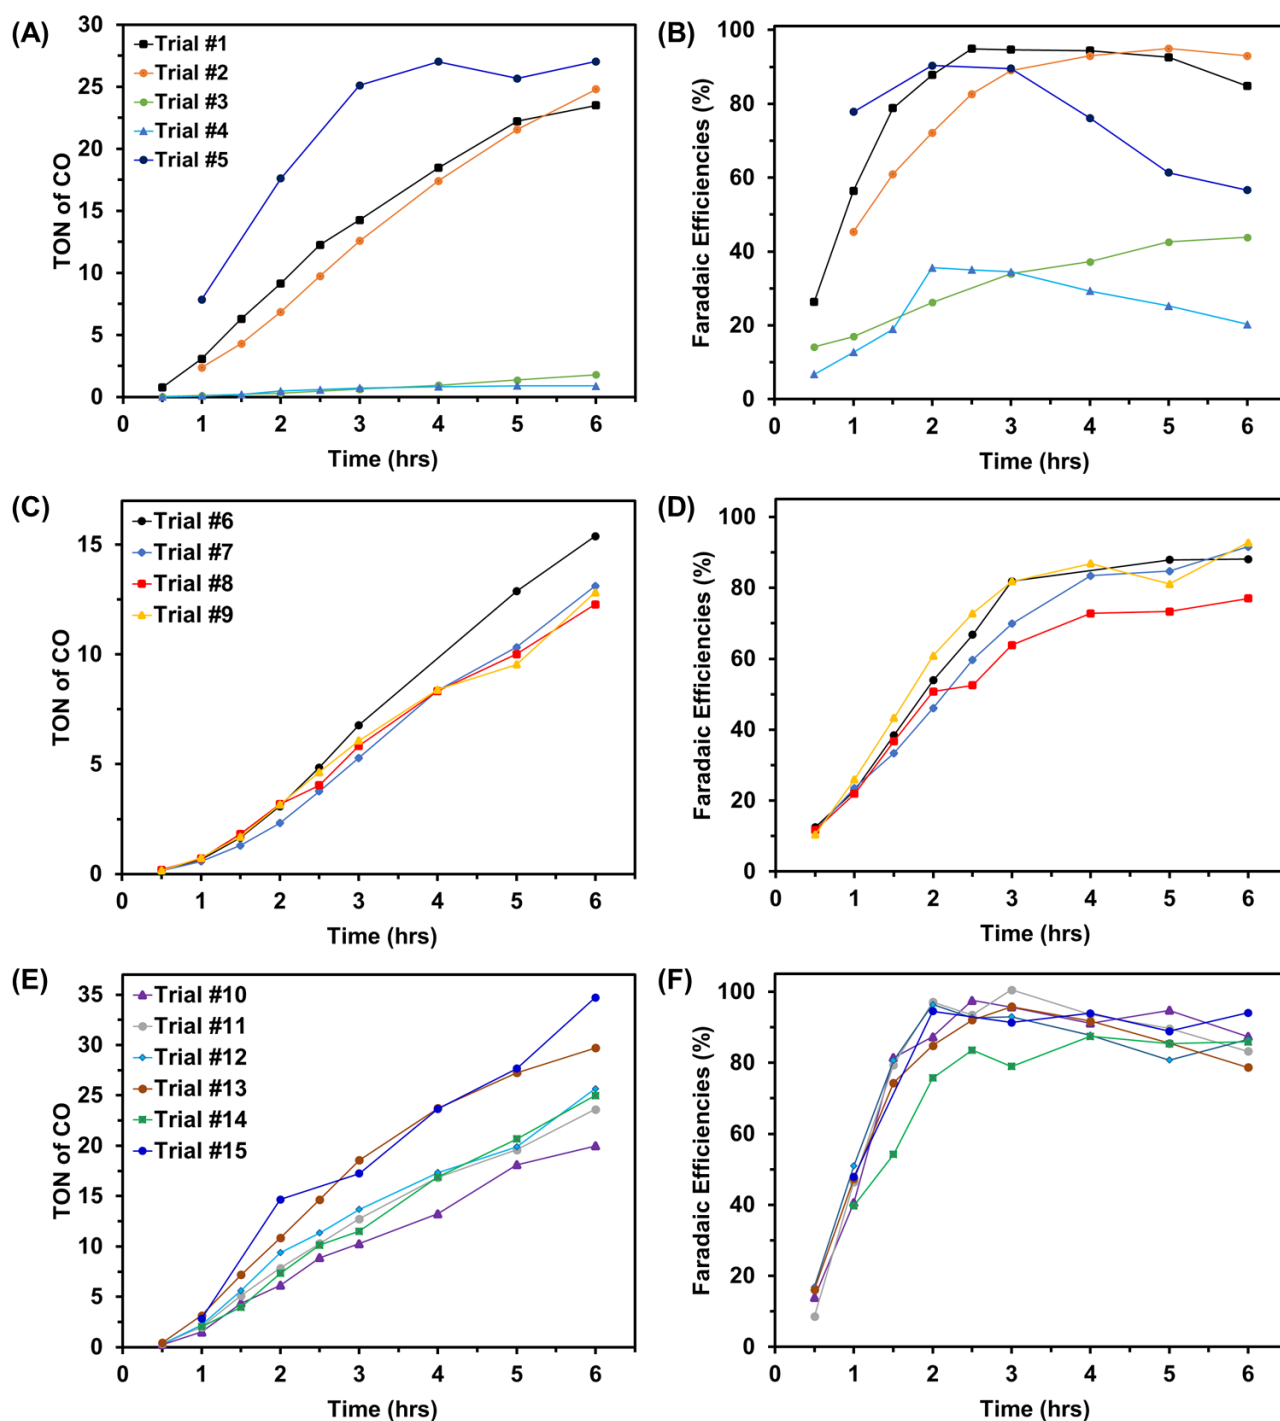 (A)
30
25
20
15
10
5
0
TON of CO
Trial #1
Trial #2
Trial #3
Trial #4
Trial #5
0 1 2 3 4 5 6
Time (hrs)
(B)
100
80
60
40
20
0
Faradaic Efficiencies (%)
0 1 2 3 4 5 6
Time (hrs)
(C)
15
10
5
0
TON of CO
Trial #6
Trial #7
Trial #8
Trial #9
0 1 2 3 4 5 6
Time (hrs)
(D)
100
80
60
40
20
0
Faradaic Efficiencies (%)
0 1 2 3 4 5 6
Time (hrs)
(E)
35
30
25
20
15
10
5
0
TON of CO
Trial #10
Trial #11
Trial #12
Trial #13
Trial #14
Trial #15
0 1 2 3 4 5 6
Time (hrs)
(F)
100
80
60
40
20
0
Faradaic Efficiencies (%)
0 1 2 3 4 5 6
Time (hrs)